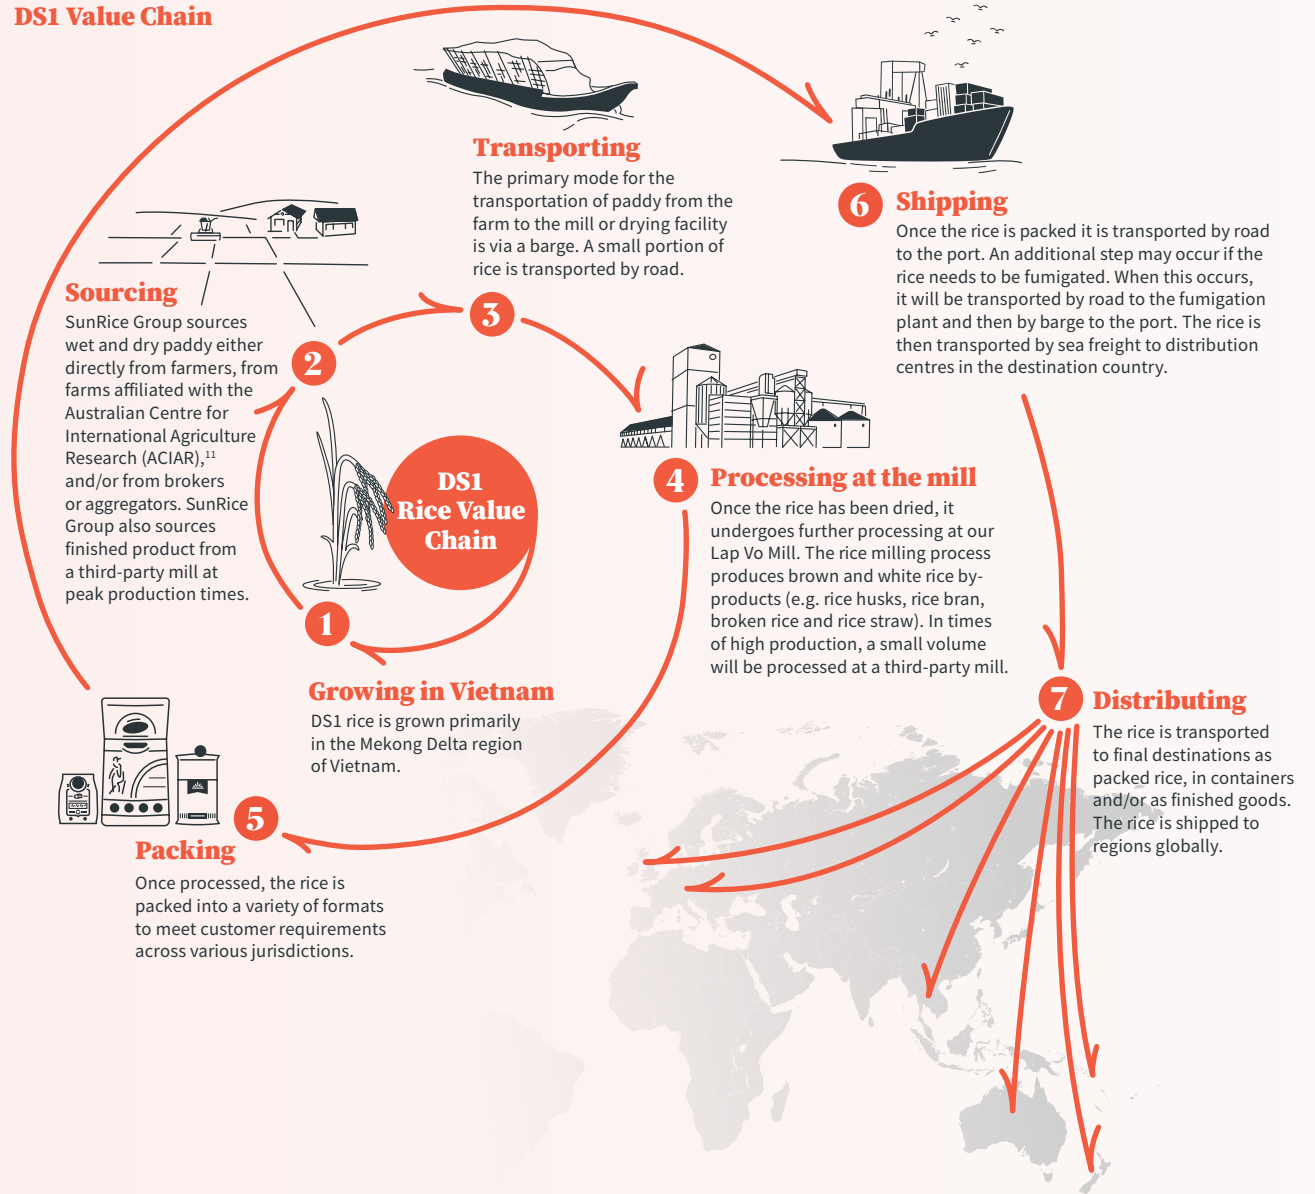 DS1 Value Chain
DS1
Rice Value
Chain
1
Growing in Vietnam
DS1 rice is grown primarily
in the Mekong Delta region
of Vietnam.
Sourcing
SunRice Group sources
wet and dry paddy either
directly from farmers, from
farms affiliated with the
Australian Centre for
International Agriculture
Research (ACIAR),¹¹
and/or from brokers
or aggregators. SunRice
Group also sources
finished product from
a third-party mill at
peak production times.
2
Transporting
The primary mode for the
transportation of paddy from the
farm to the mill or drying facility
is via a barge. A small portion of
rice is transported by road.
3
4
Processing at the mill
Once the rice has been dried, it
undergoes further processing at our
Lap Vo Mill. The rice milling process
produces brown and white rice by-
products (e.g. rice husks, rice bran,
broken rice and rice straw). In times
of high production, a small volume
will be processed at a third-party mill.
5
Packing
Once processed, the rice is
packed into a variety of formats
to meet customer requirements
across various jurisdictions.
6
Shipping
Once the rice is packed it is transported by road
to the port. An additional step may occur if the
rice needs to be fumigated. When this occurs,
it will be transported by road to the fumigation
plant and then by barge to the port. The rice is
then transported by sea freight to distribution
centres in the destination country.
7
Distributing
The rice is transported
to final destinations as
packed rice, in containers
and/or as finished goods.
The rice is shipped to
regions globally.